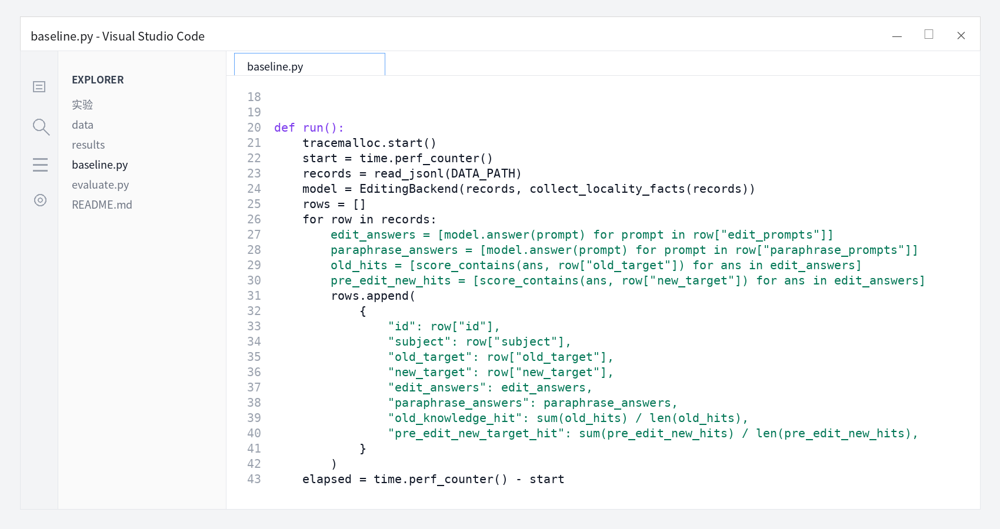 baseline.py - Visual Studio Code
EXPLORER
实验
data
results
baseline.py
evaluate.py
README.md
baseline.py
18
19
20 def run():
21     tracemalloc.start()
22     start = time.perf_counter()
23     records = read_jsonl(DATA_PATH)
24     model = EditingBackend(records, collect_locality_facts(records))
25     rows = []
26     for row in records:
27         edit_answers = [model.answer(prompt) for prompt in row["edit_prompts"]]
28         paraphrase_answers = [model.answer(prompt) for prompt in row["paraphrase_prompts"]]
29         old_hits = [score_contains(ans, row["old_target"]) for ans in edit_answers]
30         pre_edit_new_hits = [score_contains(ans, row["new_target"]) for ans in edit_answers]
31         rows.append(
32             {
33                 "id": row["id"],
34                 "subject": row["subject"],
35                 "old_target": row["old_target"],
36                 "new_target": row["new_target"],
37                 "edit_answers": edit_answers,
38                 "paraphrase_answers": paraphrase_answers,
39                 "old_knowledge_hit": sum(old_hits) / len(old_hits),
40                 "pre_edit_new_target_hit": sum(pre_edit_new_hits) / len(pre_edit_new_hits),
41             }
42         )
43     elapsed = time.perf_counter() - start